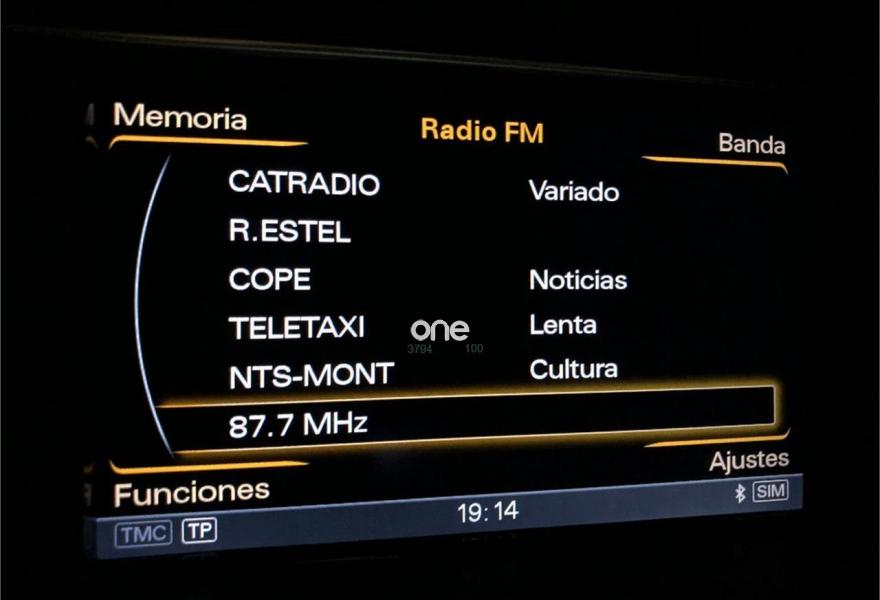 Memoria
Radio FM
Banda
CATRADIO Variado
R.ESTEL
COPE Noticias
TELETAXI Lenta
one
3794 100
NTS-MONT Cultura
87.7 MHz
Ajustes
Funciones
TMC TP 19:14 SIM